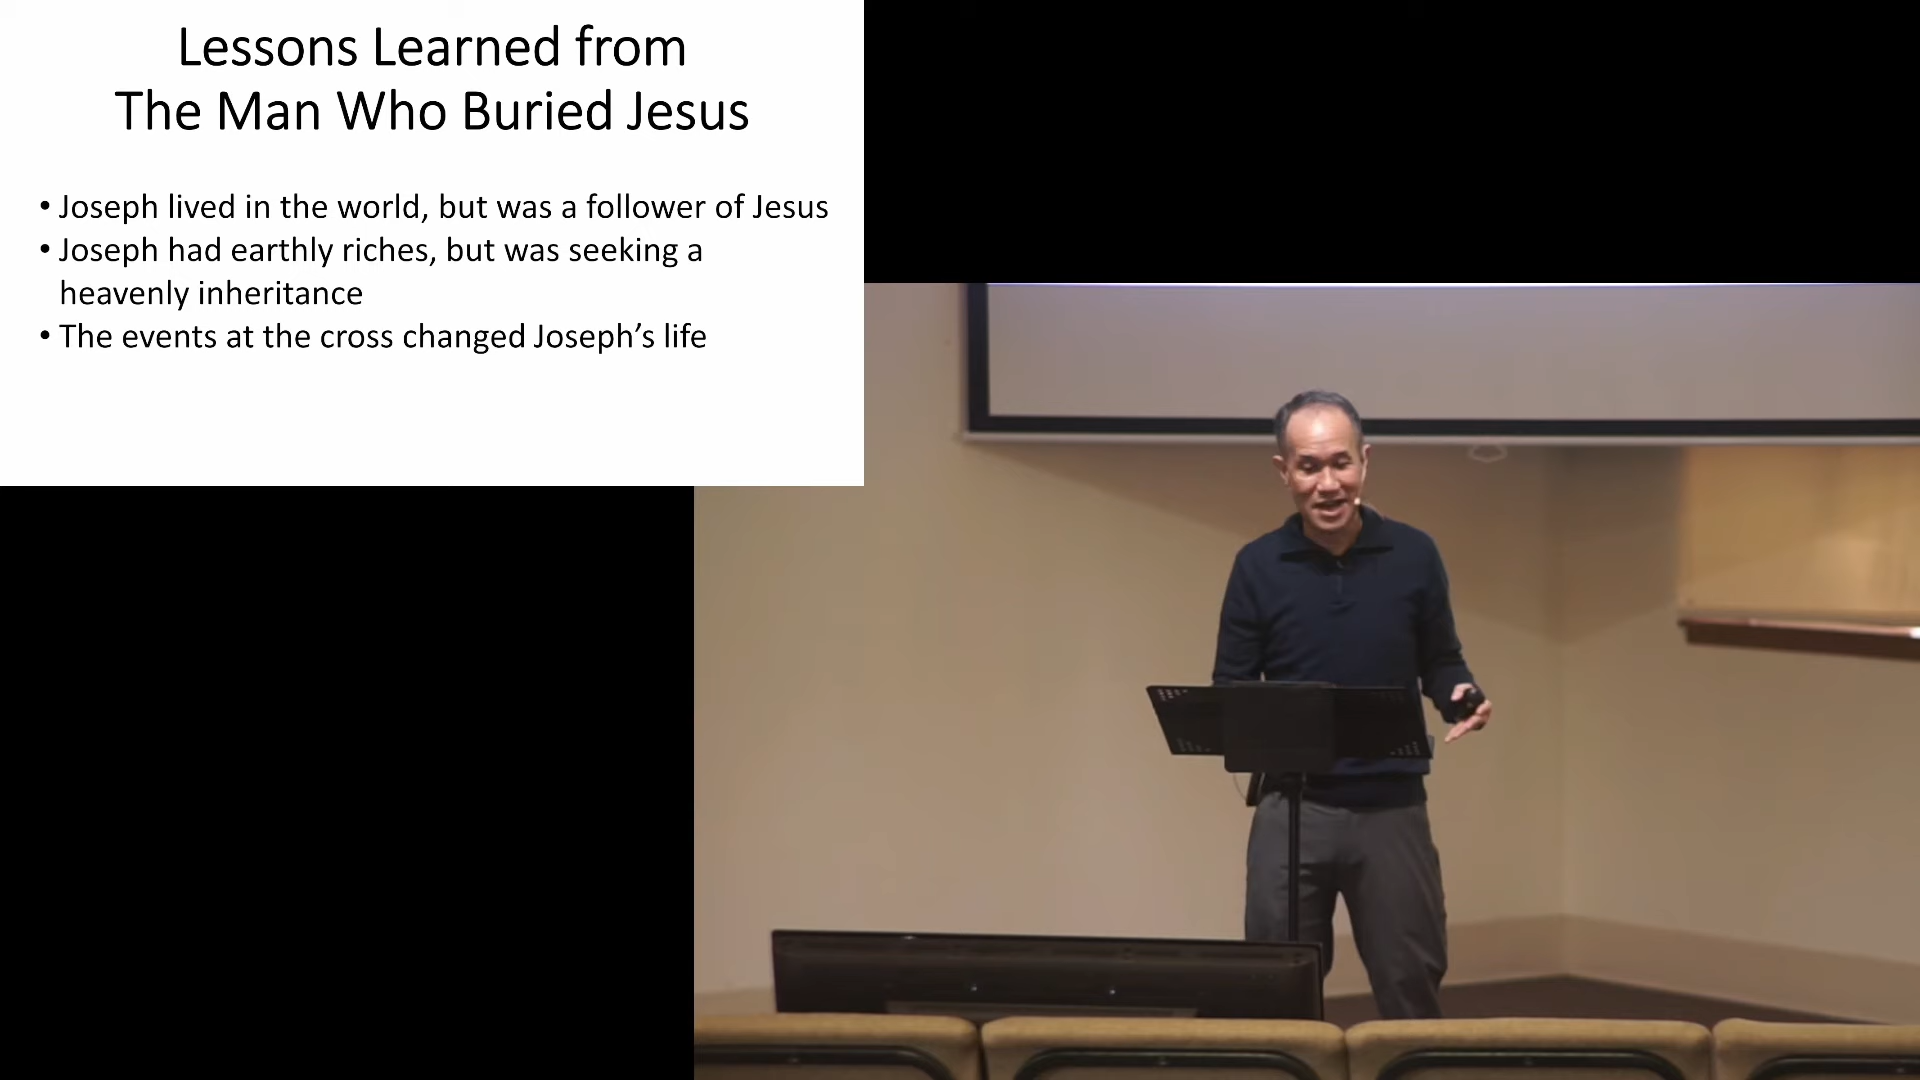 Lessons Learned from
The Man Who Buried Jesus
• Joseph lived in the world, but was a follower of Jesus
• Joseph had earthly riches, but was seeking a
heavenly inheritance
• The events at the cross changed Joseph’s life